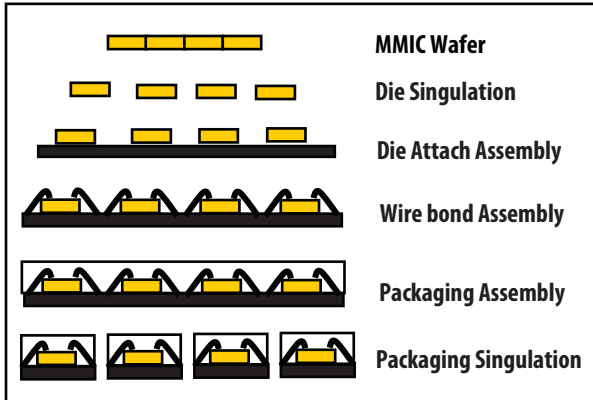 MMIC Wafer
Die Singulation
Die Attach Assembly
Wire bond Assembly
Packaging Assembly
Packaging Singulation